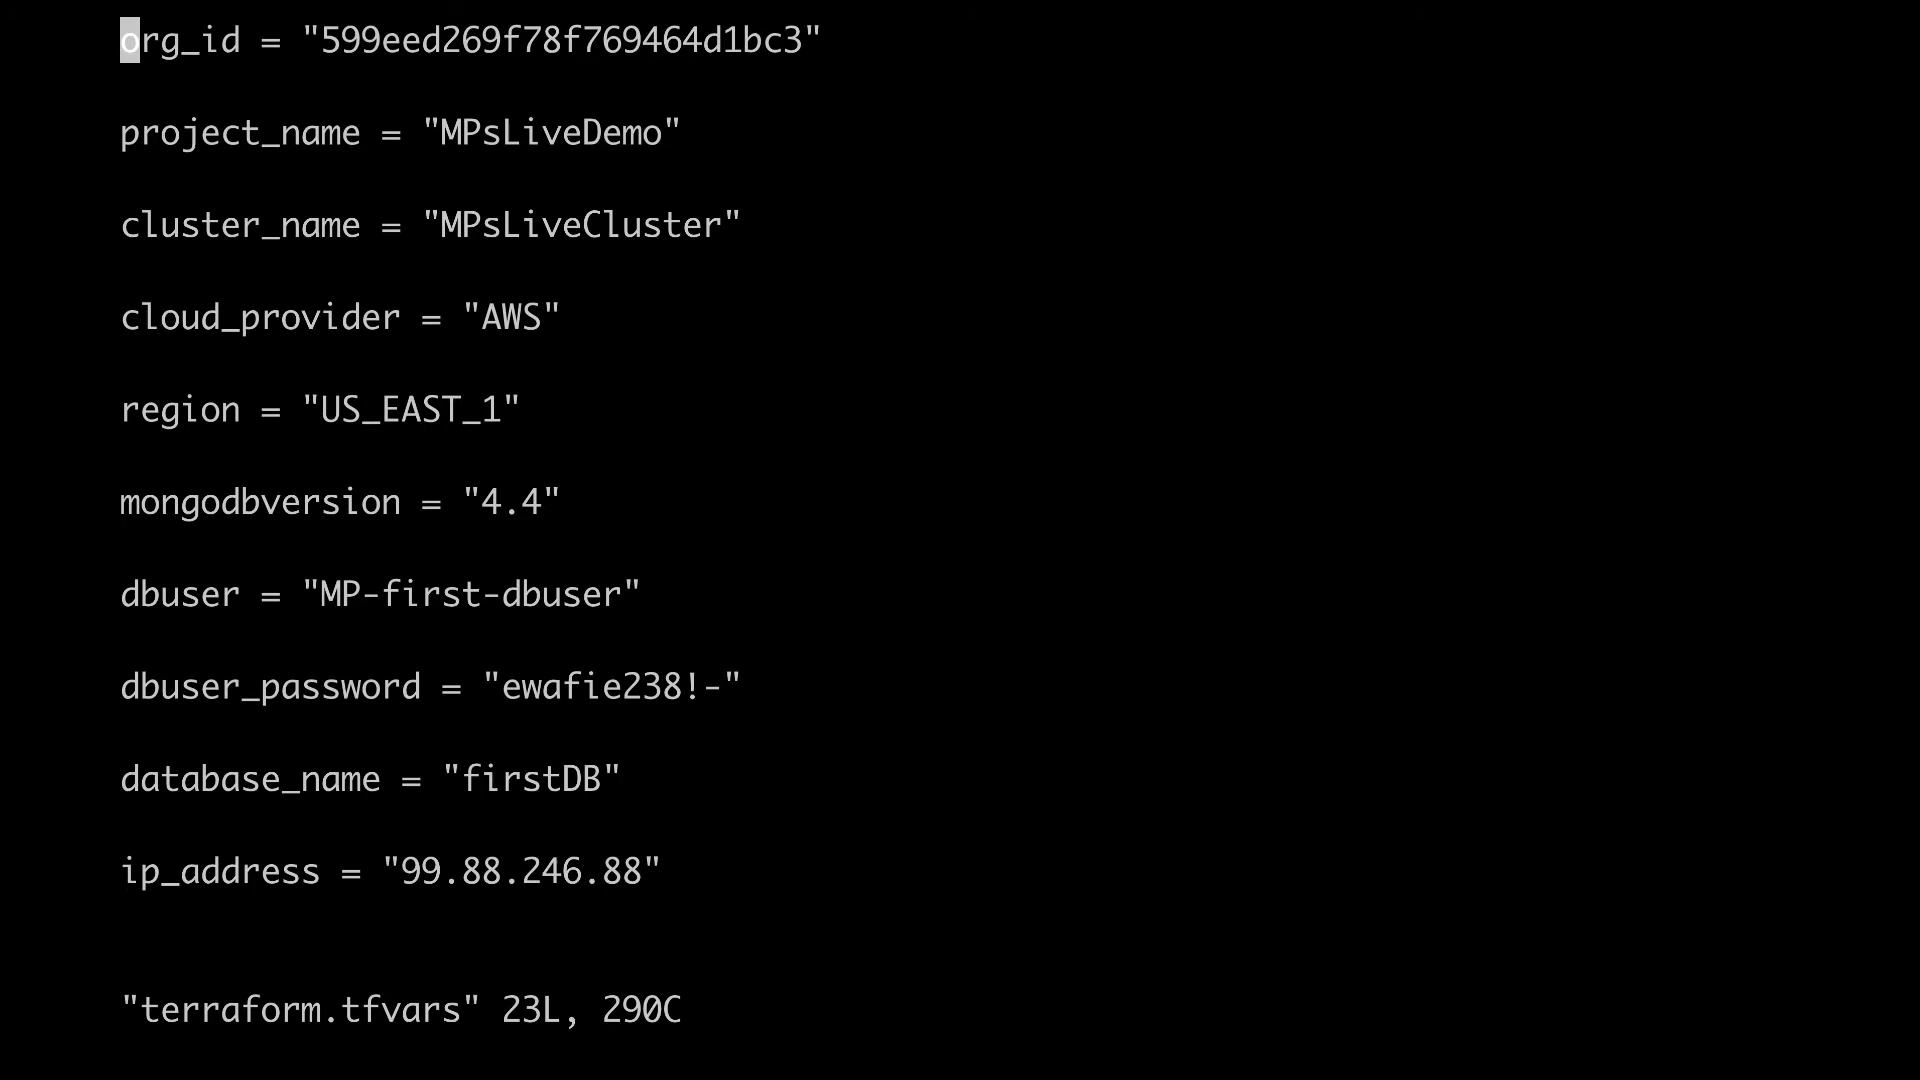 org_id = "599eed269f78f769464d1bc3"
project_name = "MPsLiveDemo"
cluster_name = "MPsLiveCluster"
cloud_provider = "AWS"
region = "US_EAST_1"
mongodbversion = "4.4"
dbuser = "MP-first-dbuser"
dbuser_password = "ewafie238!-"
database_name = "firstDB"
ip_address = "99.88.246.88"
"terraform.tfvars" 23L, 290C